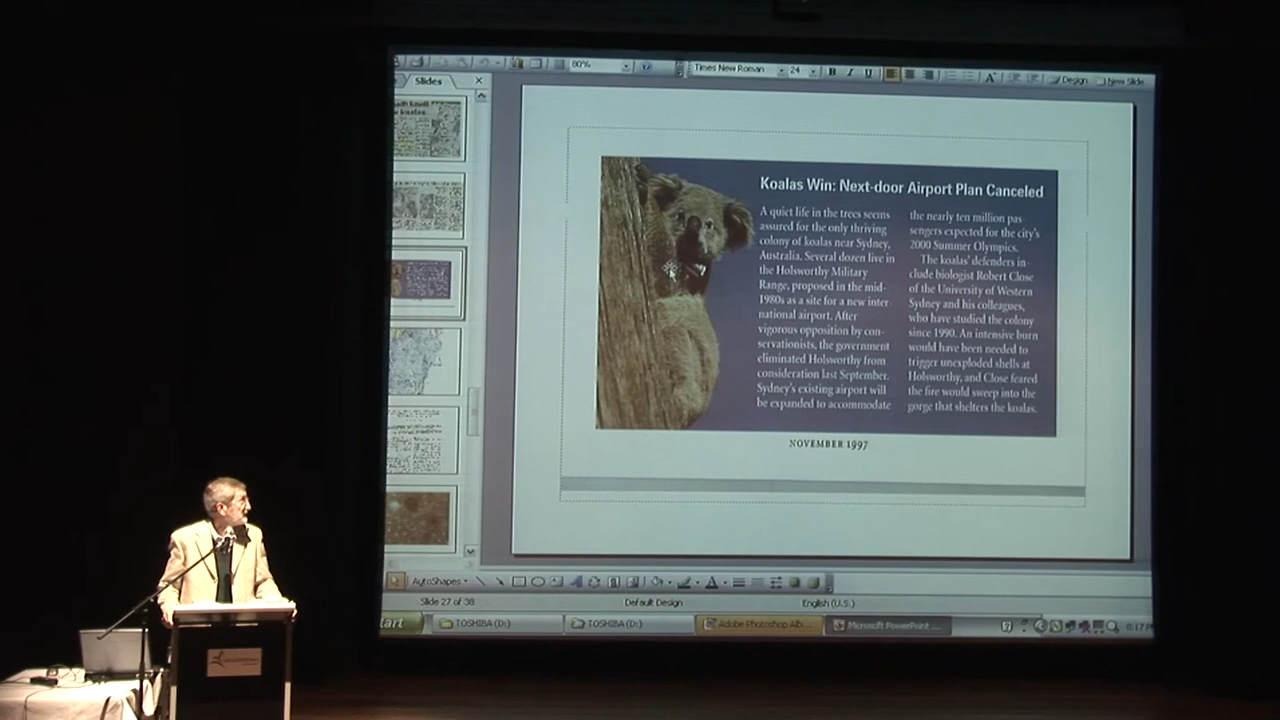 80%
Times New Roman
24
B I U
Design
New Slide
Slides
Koalas Win: Next-door Airport Plan Canceled
A quiet life in the trees seems
assured for the only thriving
colony of koalas near Sydney,
Australia. Several dozen live in
the Holsworthy Military
Range, proposed in the mid-
1980s as a site for a new inter-
national airport. After
vigorous opposition by con-
servationists, the government
eliminated Holsworthy from
consideration last September.
Sydney's existing airport will
be expanded to accommodate
the nearly ten million pas-
sengers expected for the city's
2000 Summer Olympics.
The koalas' defenders in-
clude biologist Robert Close
of the University of Western
Sydney and his colleagues,
who have studied the colony
since 1990. An intensive burn
would have been needed to
trigger unexploded shells at
Holsworthy, and Close feared
the fire would sweep into the
gorge that shelters the koalas.
NOVEMBER 1997
AutoShapes
Slide 27 of 38
Default Design
English (U.S.)
start
TOSHIBA (D:)
TOSHIBA (D:)
Adobe Photoshop Alb...
Microsoft PowerPoint ...
6:17